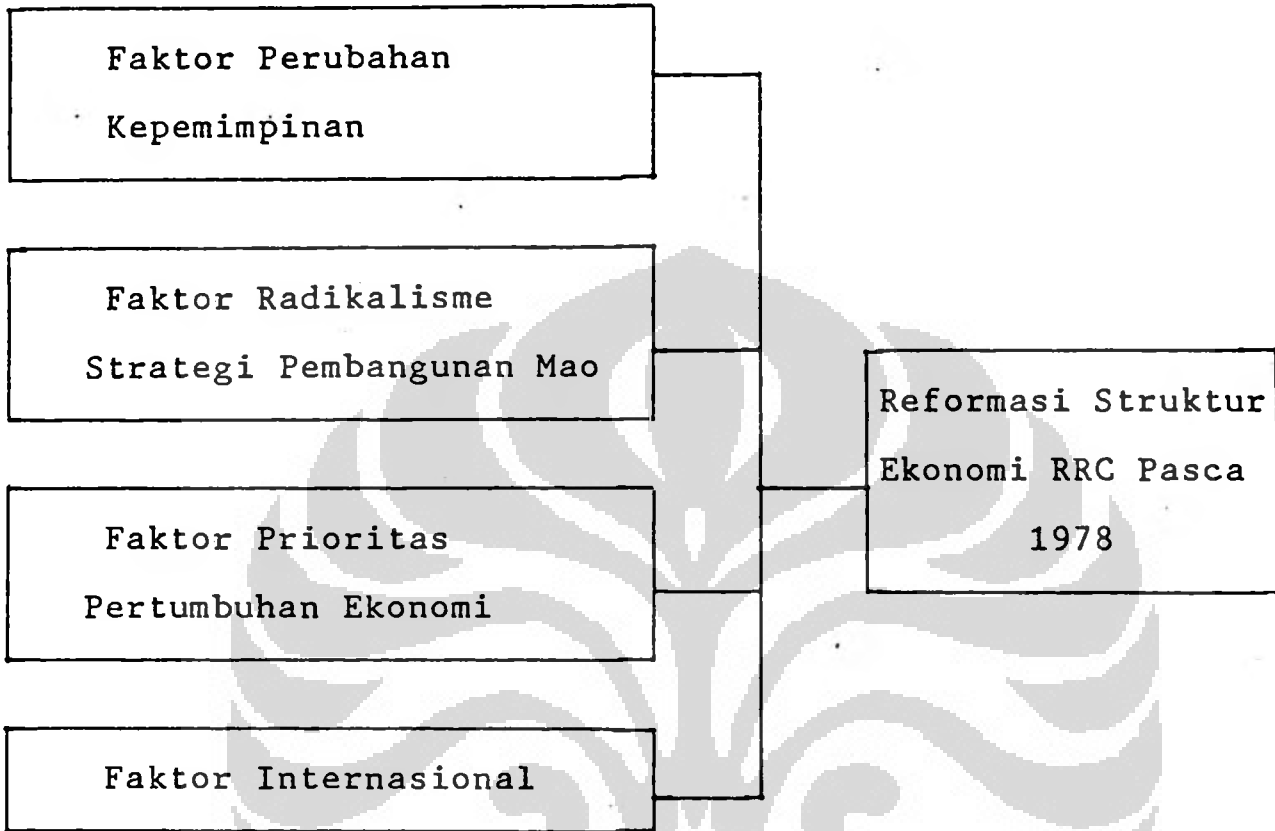 Faktor Perubahan
Kepemimpinan
Faktor Radikalisme
Strategi Pembangunan Mao
Faktor Prioritas
Pertumbuhan Ekonomi
Faktor Internasional
Reformasi Struktur
Ekonomi RRC Pasca
1978